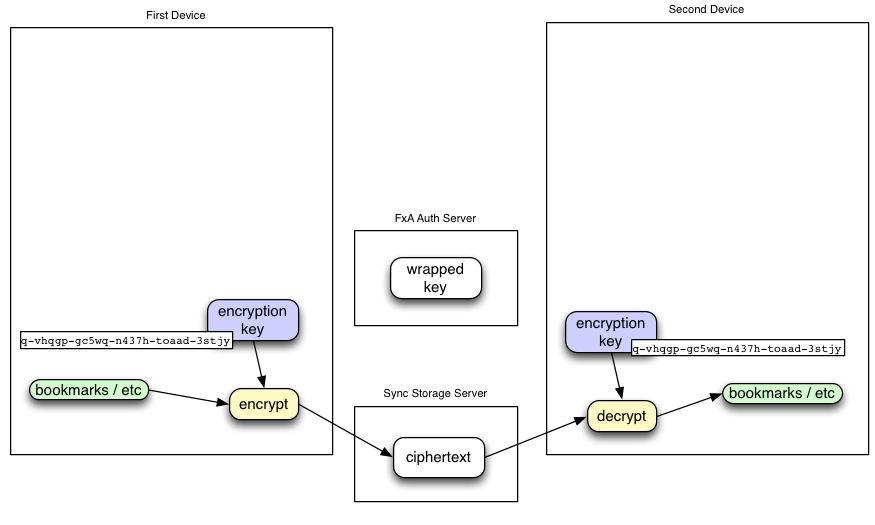 First Device
Second Device
FxA Auth Server
wrapped
key
encryption
key
q-vhqgp-gc5wq-n437h-toaad-3stjy
bookmarks / etc
encrypt
Sync Storage Server
ciphertext
encryption
key
q-vhqgp-gc5wq-n437h-toaad-3stjy
decrypt
bookmarks / etc